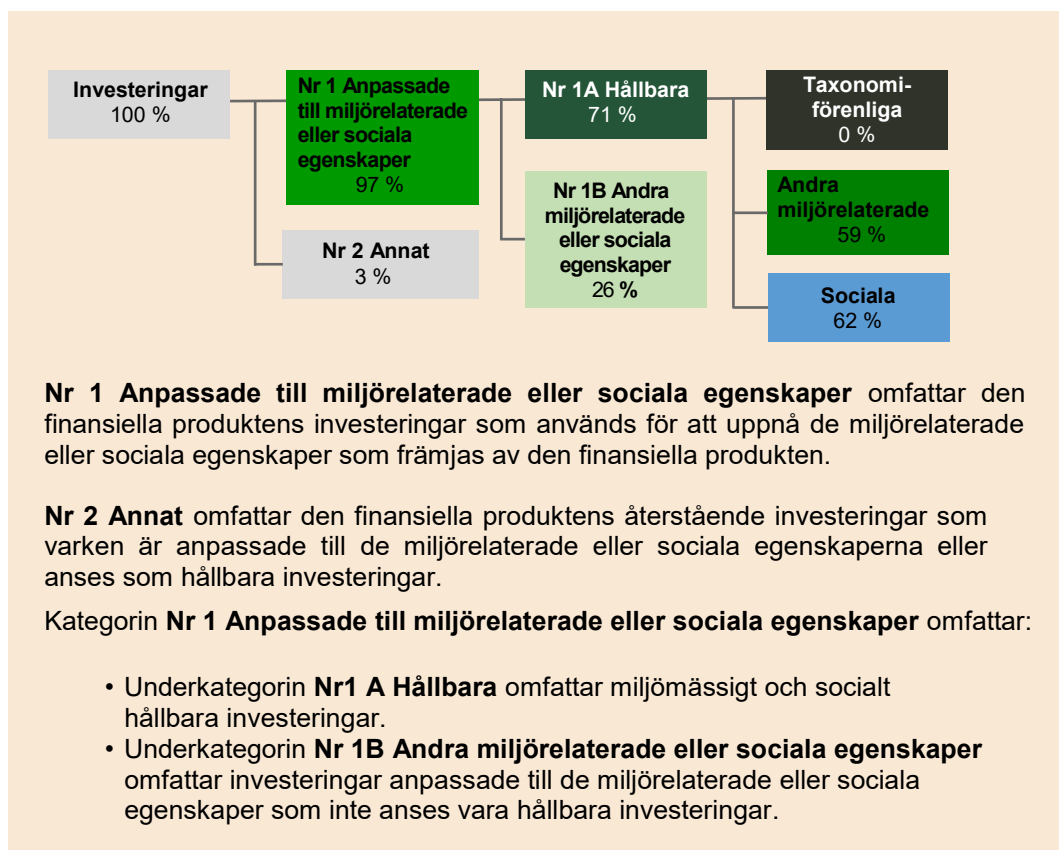 Investeringar
100 %
Nr 1 Anpassade
till miljörelaterade
eller sociala
egenskaper
97 %
Nr 2 Annat
3 %
Nr 1A Hållbara
71 %
Nr 1B Andra
miljörelaterade
eller sociala
egenskaper
26 %
Taxonomi-
förenliga
0 %
Andra
miljörelaterade
59 %
Sociala
62 %
Nr 1 Anpassade till miljörelaterade eller sociala egenskaper omfattar den
finansiella produktens investeringar som används för att uppnå de miljörelaterade
eller sociala egenskaper som främjas av den finansiella produkten.
Nr 2 Annat omfattar den finansiella produktens återstående investeringar som
varken är anpassade till de miljörelaterade eller sociala egenskaperna eller
anses som hållbara investeringar.
Kategorin Nr 1 Anpassade till miljörelaterade eller sociala egenskaper omfattar:
• Underkategorin Nr1 A Hållbara omfattar miljömässigt och socialt
hållbara investeringar.
• Underkategorin Nr 1B Andra miljörelaterade eller sociala egenskaper
omfattar investeringar anpassade till de miljörelaterade eller sociala
egenskaper som inte anses vara hållbara investeringar.